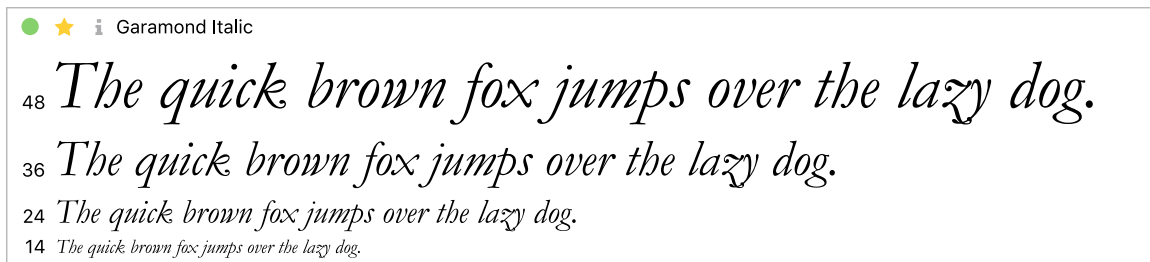 Garamond Italic
48 The quick brown fox jumps over the lazy dog.
36 The quick brown fox jumps over the lazy dog.
24 The quick brown fox jumps over the lazy dog.
14 The quick brown fox jumps over the lazy dog.